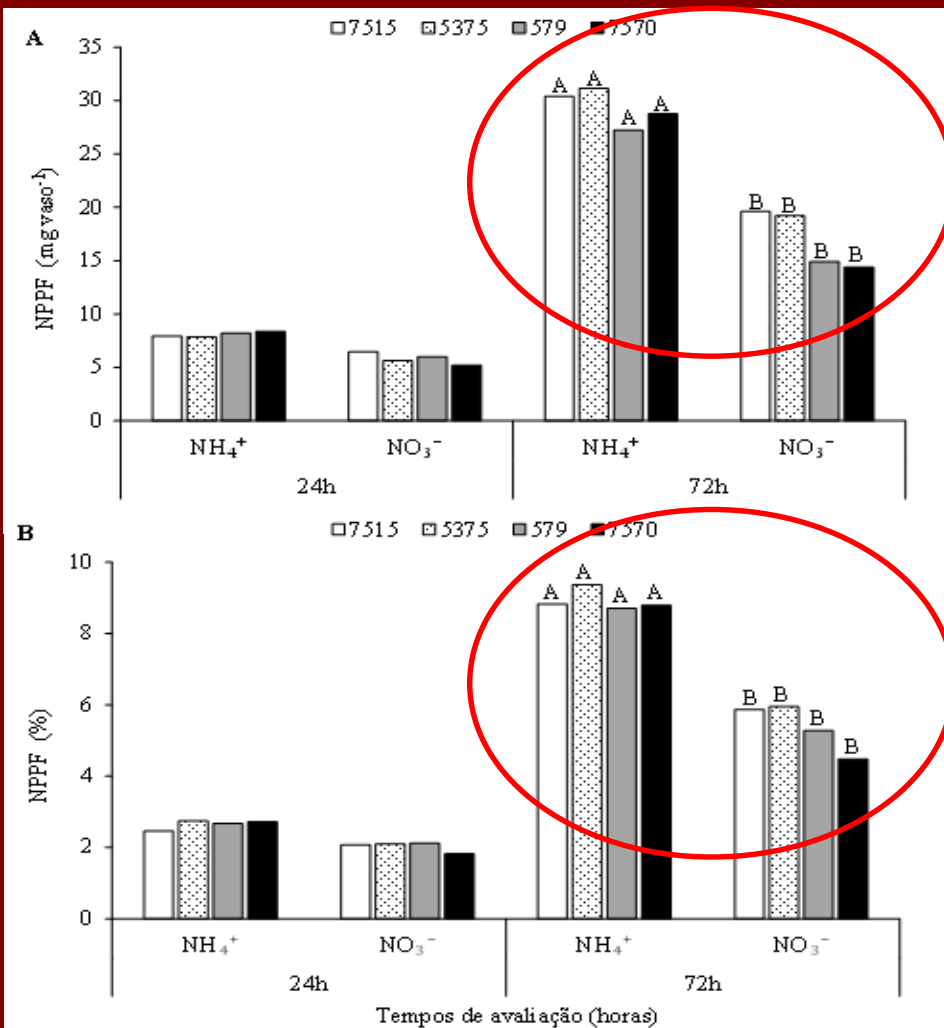 A
□7515 □5375 ■579 ■7570
NPPF (mg vaso⁻¹)
35
30
25
20
15
10
5
0
A A A A
B B B B
NH₄⁺ NO₃⁻ NH₄⁺ NO₃⁻
24h 72h
B
□7515 □5375 ■579 ■7570
NPPF (%)
10
8
6
4
2
0
A A A A
B B B B
NH₄⁺ NO₃⁻ NH₄⁺ NO₃⁻
24h 72h
Tempos de avaliação (horas)